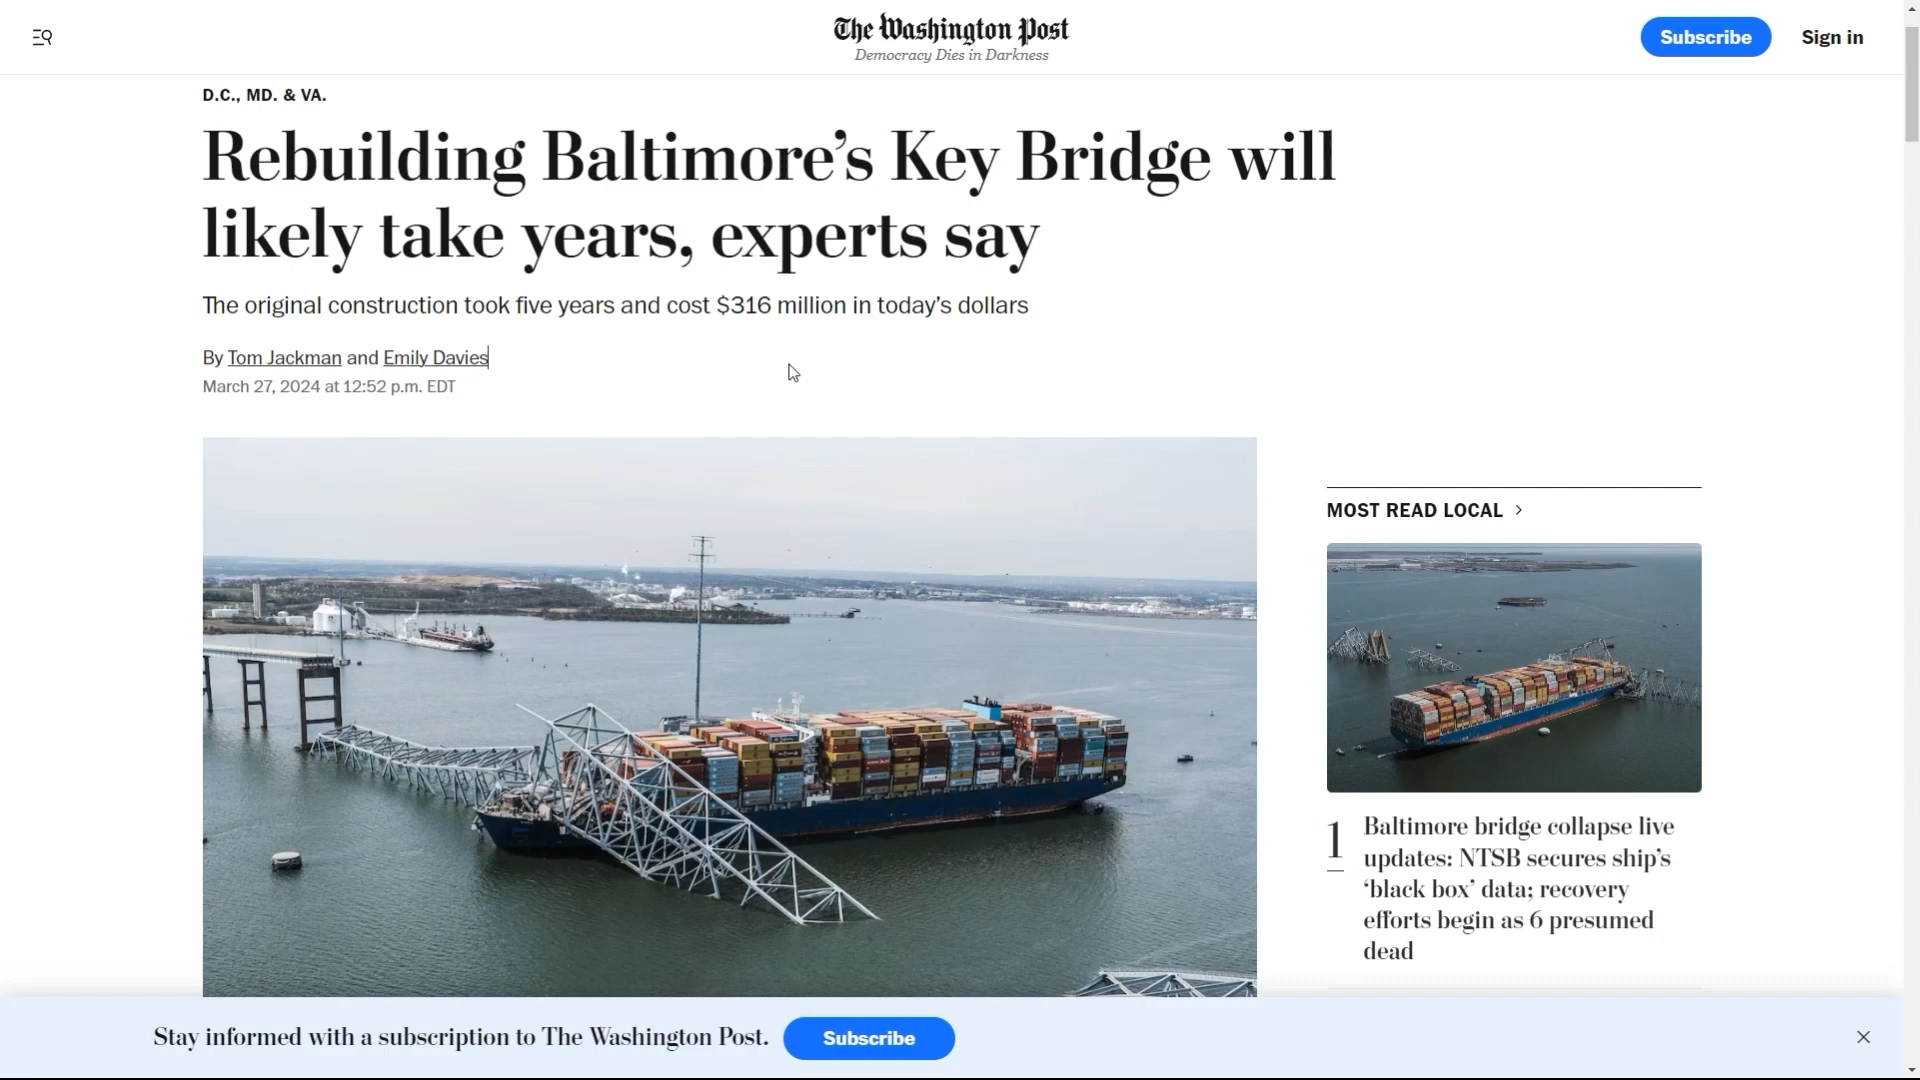 The Washington Post
Democracy Dies in Darkness
Subscribe
Sign in
D.C., MD. & VA.
Rebuilding Baltimore’s Key Bridge will
likely take years, experts say
The original construction took five years and cost $316 million in today’s dollars
By Tom Jackman and Emily Davies
March 27, 2024 at 12:52 p.m. EDT
MOST READ LOCAL
1
Baltimore bridge collapse live
updates: NTSB secures ship’s
‘black box’ data; recovery
efforts begin as 6 presumed
dead
Stay informed with a subscription to The Washington Post.
Subscribe